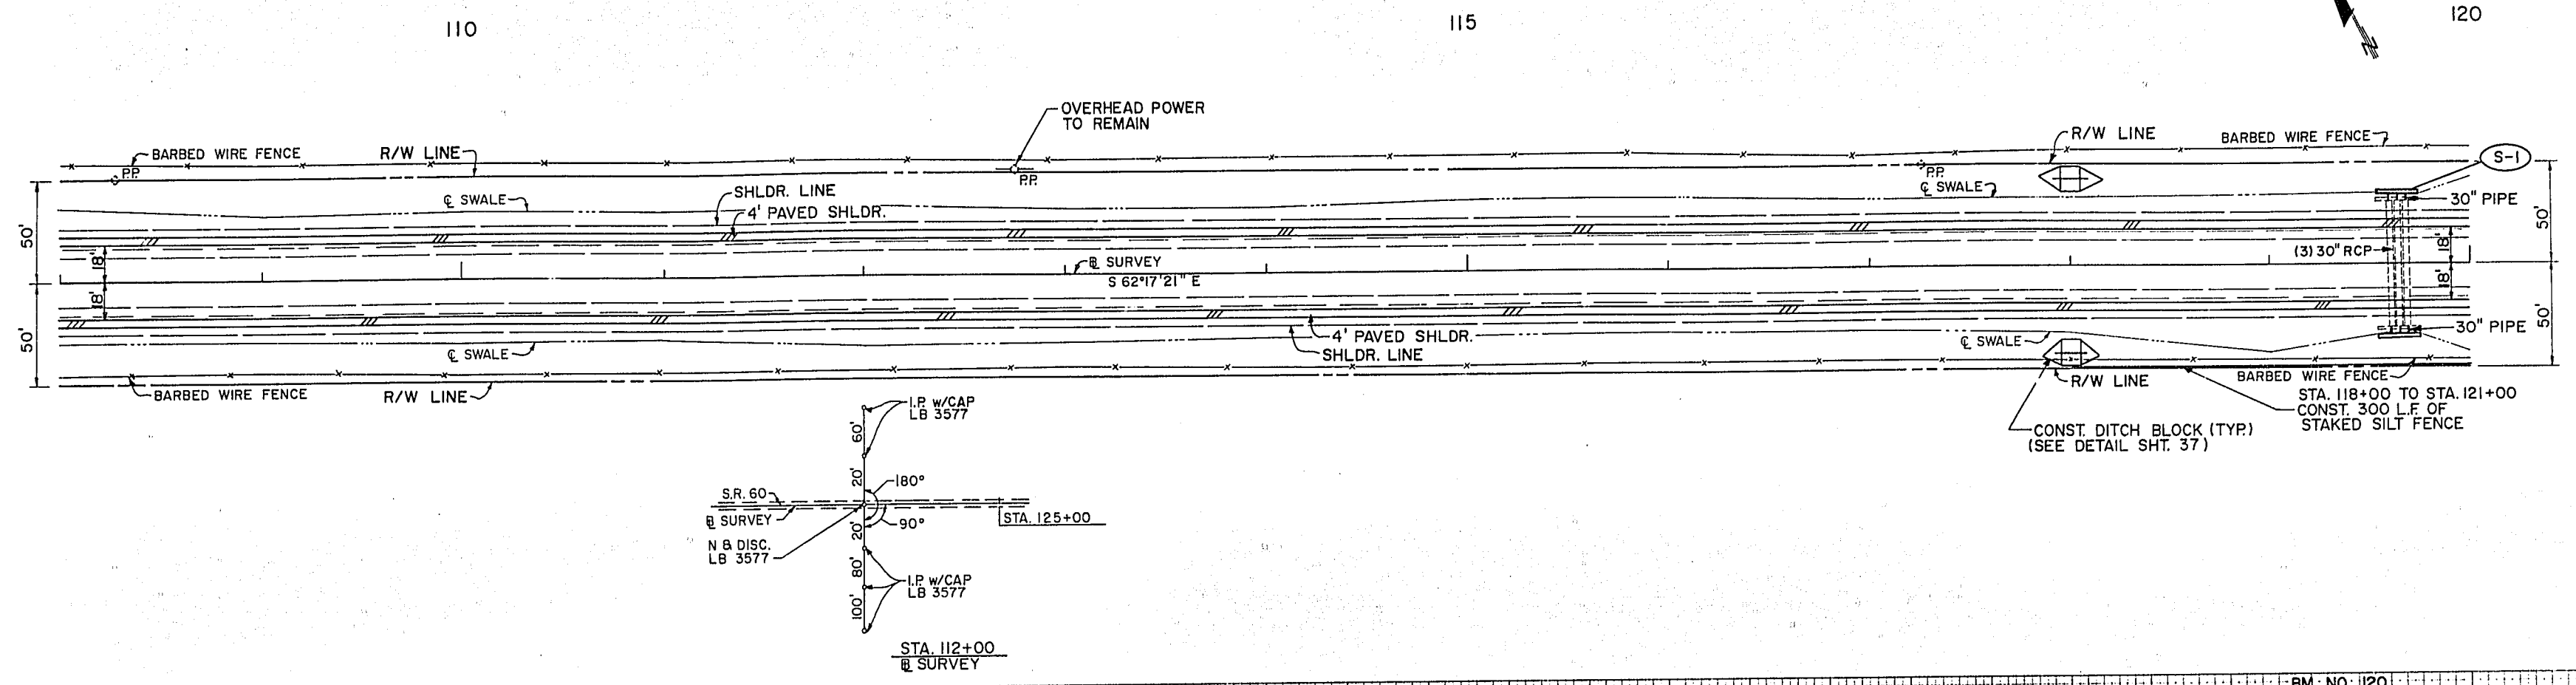 110
115
120
N
OVERHEAD POWER
TO REMAIN
BARBED WIRE FENCE
R/W LINE
P.P.
P.P.
P.P.
R/W LINE
BARBED WIRE FENCE
S-1
℄ SWALE
SHLDR. LINE
4' PAVED SHLDR.
℄ SWALE
30" PIPE
50'
18'
(3) 30" RCP
18'
50'
B̲L SURVEY
S 62°17'21" E
50'
18'
18'
50'
4' PAVED SHLDR.
SHLDR. LINE
℄ SWALE
℄ SWALE
30" PIPE
BARBED WIRE FENCE
R/W LINE
R/W LINE
BARBED WIRE FENCE
STA. 118+00 TO STA. 121+00
CONST. 300 L.F. OF
STAKED SILT FENCE
CONST. DITCH BLOCK (TYP.)
(SEE DETAIL SHT. 37)
I.P. w/CAP
LB 3577
60'
20'
180°
S.R. 60
BL SURVEY
90°
STA. 125+00
20'
N & DISC.
LB 3577
80'
I.P. w/CAP
LB 3577
100'
STA. 112+00
BL SURVEY
BM NO. 120